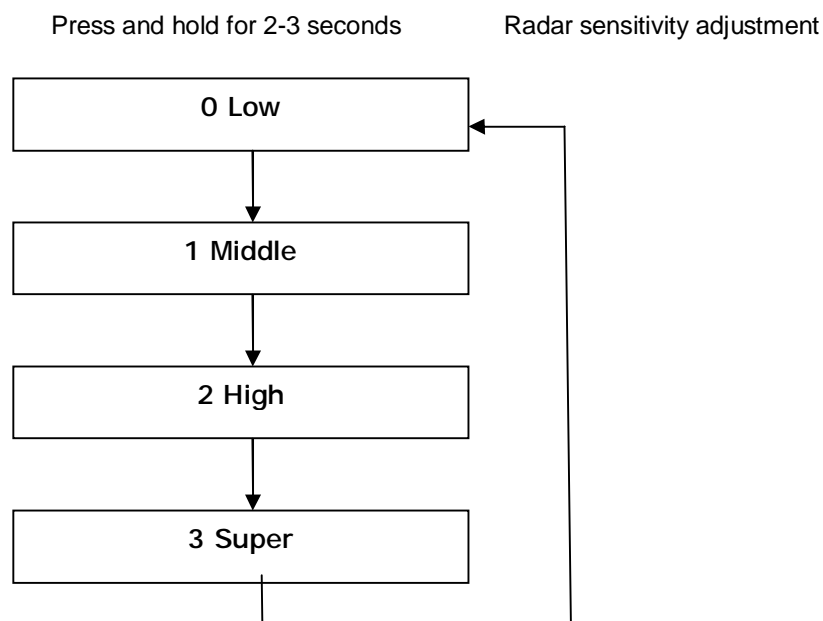 Press and hold for 2-3 seconds Radar sensitivity adjustment
0 Low
1 Middle
2 High
3 Super